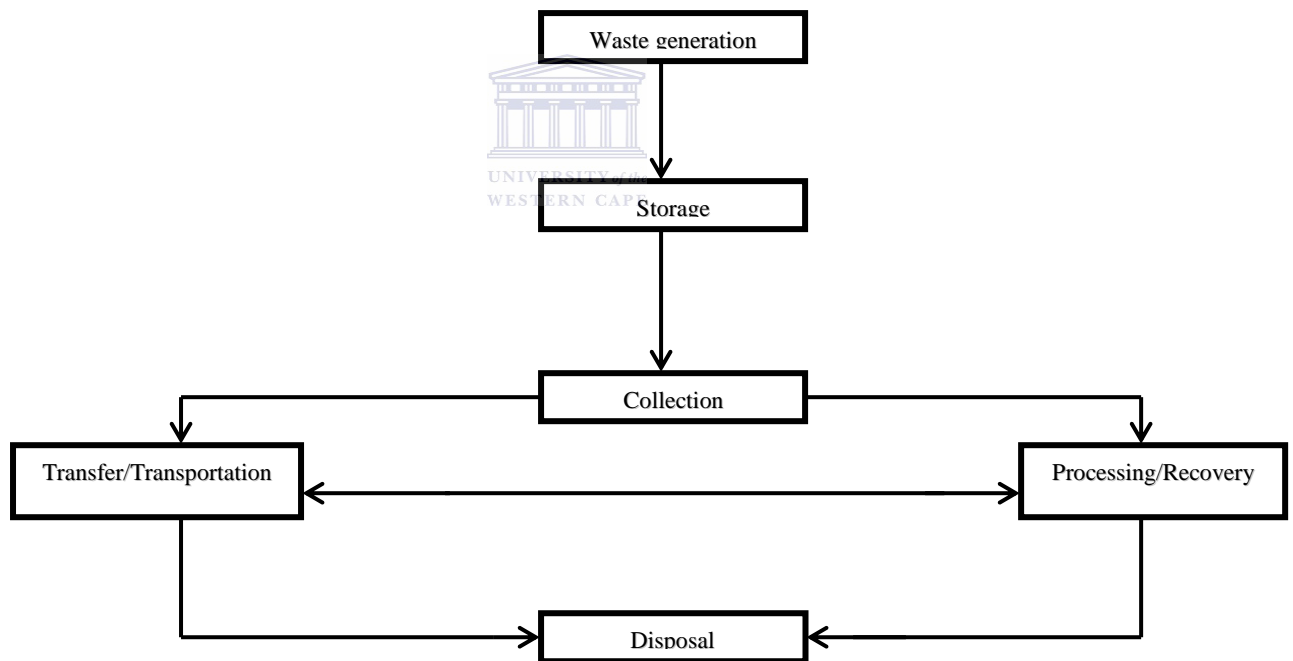 Waste generation
UNIVERSITY of the
WESTERN CAPE
Storage
Collection
Transfer/Transportation
Processing/Recovery
Disposal